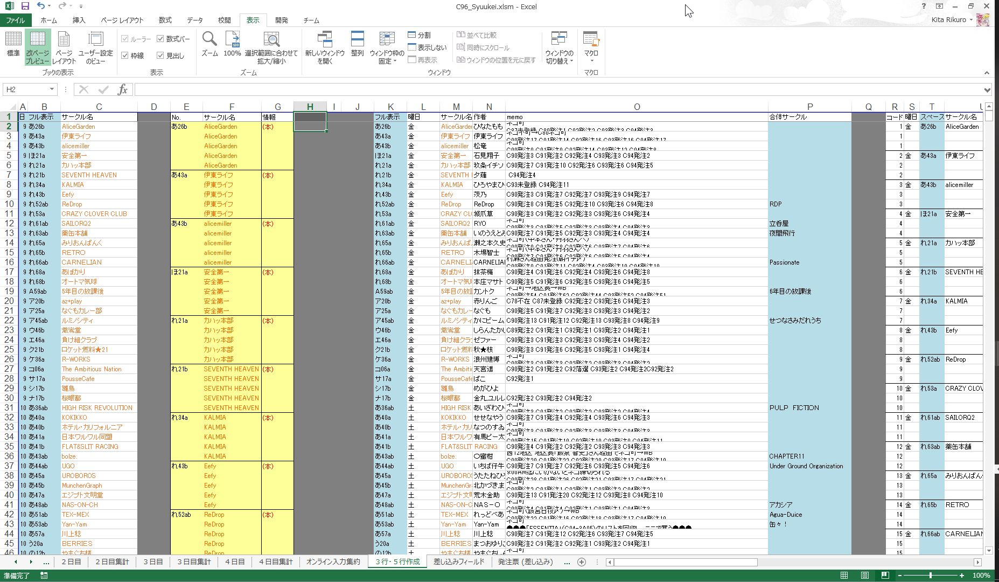 C96_Syuukei.xlsm - Excel
ファイル ホーム 挿入 ページ レイアウト 数式 データ 校閲 表示 開発 チーム
Kita Rikuro
標準 改ページ プレビュー ページ レイアウト ユーザー設定 のビュー
ブックの表示
ルーラー 数式バー
枠線 見出し
表示
ズーム 100% 選択範囲に合わせて 拡大/縮小
ズーム
新しいウィンドウ を開く 整列 ウィンドウ枠の 固定
分割
表示しない
再表示
並べて比較
同時にスクロール
ウィンドウの位置を元に戻す
ウィンドウ
ウィンドウの 切り替え
マクロ
マクロ
H2
fx
A B C D E F G H I J K L M N O P Q R S T U
1 日 フル表示 サークル名 No. サークル名 情報 フル表示 曜日 サークル名 作者 memo 合体サークル コード 曜日 スペース サークル名
2 9 あ26b AliceGarden あ26b AliceGarden (本) あ26b 金 AliceGarden ひなたもも 1 金 あ26b AliceGarden
3 9 あ43a 伊東ライフ AliceGarden あ43a 金 伊東ライフ 伊東ライフ 1
4 9 あ43b alicemiller AliceGarden あ43b 金 alicemiller 松竜 1
5 9 ほ21a 安全第一 AliceGarden ほ21a 金 安全第一 石見翔子 C90発注3 C91発注2 C92発注4 C93発注3 C94発注2 2 金 あ43a 伊東ライフ
6 9 れ21a カハッ本部 AliceGarden れ21a 金 カハッ本部 玖条イチソ C90発注7 C91発注10 C92発注6 C93発注6 C94発注5 2
7 9 れ21b SEVENTH HEAVEN あ43a 伊東ライフ (本) れ21b 金 SEVENTH 夕薙 C94発注4 2
8 9 れ34a KALMIA 伊東ライフ れ34a 金 KALMIA ひろやまひ C93未登録 C94発注11 3 金 あ43b alicemiller
9 9 れ43b Eefy 伊東ライフ れ43b 金 Eefy 茨乃 C90発注3 C91発注7 C92発注7 C93発注9 C94発注7 3
10 9 れ52ab ReDrop 伊東ライフ れ52ab 金 ReDrop ReDrop C90発注8 C91発注5 C92発注10 C93発注6 C94発注8 RDP 3
11 9 れ53a CRAZY CLOVER CLUB 伊東ライフ れ53a 金 CRAZY CL 城爪草 C90発注3 C91発注4 C92発注2 C93発注3 C94発注6 4 金 ほ21a 安全第一
12 9 れ61ab SAILORQ2 あ43b alicemiller (本) れ61ab 金 SAILORQ2 RYO 立呑屋 4
13 9 れ63ab 薬缶本舗 alicemiller れ63ab 金 薬缶本舗 いのうえとみ C90発注7 C91発注5 C92発注3 C93発注4 C94発注4 夜間飛行 4
14 9 れ65a みりおんばんく alicemiller れ65a 金 みりおんば 瀬之本久史 5 金 れ21a カハッ本部
15 9 れ65b RETRO alicemiller れ65b 金 RETRO 木場智士 5
16 9 れ66ab CARNELIAN alicemiller れ66ab 金 CARNELI CARNELIAN Passionate 5
17 9 れ68a あぽかり ほ21a 安全第一 (本) れ68a 金 あぽかり 抹茶梅 C90発注4 C91発注6 C92発注4 C93発注6 C94発注8 6 金 れ21b SEVENTH HE
18 9 れ68b オートマ気球 安全第一 れ68b 金 オートマ気球 本庄マサト C90発注5 C91発注6 C92発注5 C93発注6 C94発注5 6
19 9 A59ab 5年目の放課後 安全第一 A59ab 金 5年目の放課 カントク 6年目の放課後 6
20 9 ア20b az+play 安全第一 ア20b 金 az+play 赤りんご C78不在 C87未登録 C92発注2 C93発注6 C94発注3 7 金 れ34a KALMIA
21 9 ア25a なぐもカレー部 安全第一 ア25a 金 なぐもカレー なぐも C90発注5 C91発注7 C92発注3 C93発注3 C94発注2 7
22 9 ア45ab ルミノシティ れ21a カハッ本部 (本) ア45ab 金 ルミノシティ かにビーム C90発注13 C91発注12 C92発注13 C93発注8 C94発注9 せつなさみだれうち 7
23 9 ウ46b 熾鴬堂 カハッ本部 ウ46b 金 熾鴬堂 しらんたか C89発注2 C91発注1 C92発注1 C93発注2 C94発注1 8 金 れ43b Eefy
24 9 エ46a 負け組クラブ カハッ本部 エ46a 金 負け組クラブ ゼファー C90発注3 C91発注3 C92発注3 C93発注4 C94発注2 8
25 9 ク21b ロケット燃料★21 カハッ本部 ク21b 金 ロケット燃料 秋★枝 C90発注3 C91発注6 C92発注5 C93発注1 C94発注4 8
26 9 ケ36a R-WORKS カハッ本部 ケ36a 金 R-WORKS 浪州建博 9 金 れ52ab ReDrop
27 9 コ06a The Ambitious Nation れ21b SEVENTH HEAVEN (本) コ06a 金 The Ambiti 天宮遥 C90発注2 C91発注2 C92落選 C93発注2 C94発注2C92発注2 9
28 9 サ17a PousseCafe SEVENTH HEAVEN サ17a 金 PousseCafe ぱこ C92発注1 9
29 9 シ17b 雛鳥 SEVENTH HEAVEN シ17b 金 雛鳥 めがひよ 10 金 れ53a CRAZY CLOV
30 9 ナ17b 桜眠都 SEVENTH HEAVEN ナ17b 金 桜眠都 金丸,ユルレ C92発注2 C93発注2 C94発注2 10
31 10 あ36ab HIGH RISK REVOLUTION SEVENTH HEAVEN あ36ab 土 HIGH RISK あいざわひ PULP FICTION 10
32 10 あ40a KOKIKKO れ34a KALMIA (本) あ40a 土 KOKIKKO せせなやう C90発注7 C91発注4 C92発注4 C93発注6 C94発注3 11 金 れ61ab SAILORQ2
33 10 あ40b ホテル・カリフォルニア KALMIA あ40b 土 ホテル・カリ なつのすゐ 11
34 10 あ41a 日本ワルワル同盟 KALMIA あ41a 土 日本ワルワ 有馬ビー太 11
35 10 あ41b FLAT&SLIT RACING KALMIA あ41b 土 FLAT&SLIT RACING C90発注4 C91発注2 C92発注2 C93発注2 C94発注3 12 金 れ63ab 薬缶本舗
36 10 あ43ab bolze. KALMIA あ43ab 土 bolze. 〇蜜柑 CHAPTER11 12
37 10 あ44ab UGO れ43b Eefy (本) あ44ab 土 UGO いちば仔牛 C90発注7 C91発注7 C92発注6 C93発注5 C94発注6 Under Ground Organization 12
38 10 あ45a UROBOROS Eefy あ45a 土 UROBOROS うたたねひろ 13 金 れ65a みりおんばん
39 10 あ45b MunchenGraph Eefy あ45b 土 MunchenGr 北かづきま 13
40 10 あ47a エジプト文明堂 Eefy あ47a 土 エジプト文明 荒木金助 C90発注13 C91発注20 C92発注12 C93発注8 C94発注10 13
41 10 あ48ab NAS-ON-CH Eefy あ48ab 土 NAS-ON-C NAS-O アカシア 14 金 れ65b RETRO
42 10 あ51ab TEX-MEX れ52ab ReDrop (本) あ51ab 土 TEX-MEX れっどべあ Agua-Duice 14
43 10 あ53ab Yan-Yam ReDrop あ53ab 土 Yan-Yam Yan-Yam 缶々！ 14
44 10 あ57a 川上稔 ReDrop あ57a 土 川上稔 川上稔 C90発注7 C91発注12 C92発注6 C93発注7 C94発注5 15 金 れ66ab CARNELIAN
45 10 う20a BERRIES ReDrop う20a 土 BERRIES まつおゆりこ 15
46 10 の12b やまぐち楼 ReDrop の12b 土 やまぐち楼 15
... ２日目 ２日目集計 ３日目 ３日目集計 ４日目 ４日目集計 オンライン入力集約 ３行・５行作成 差し込みフィールド 発注票 (差し込み) ...
準備完了 100%